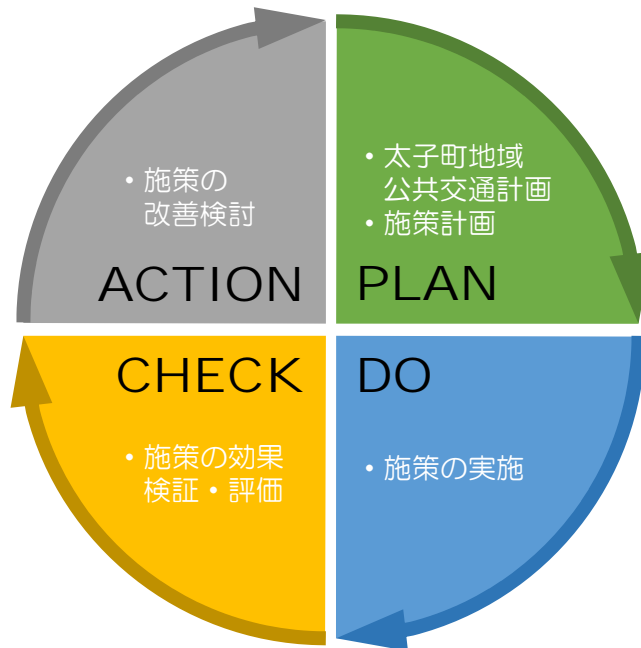 ・太子町地域
公共交通計画
・施策計画
PLAN
DO
・施策の実施
CHECK
・施策の効果
検証・評価
・施策の
改善検討
ACTION